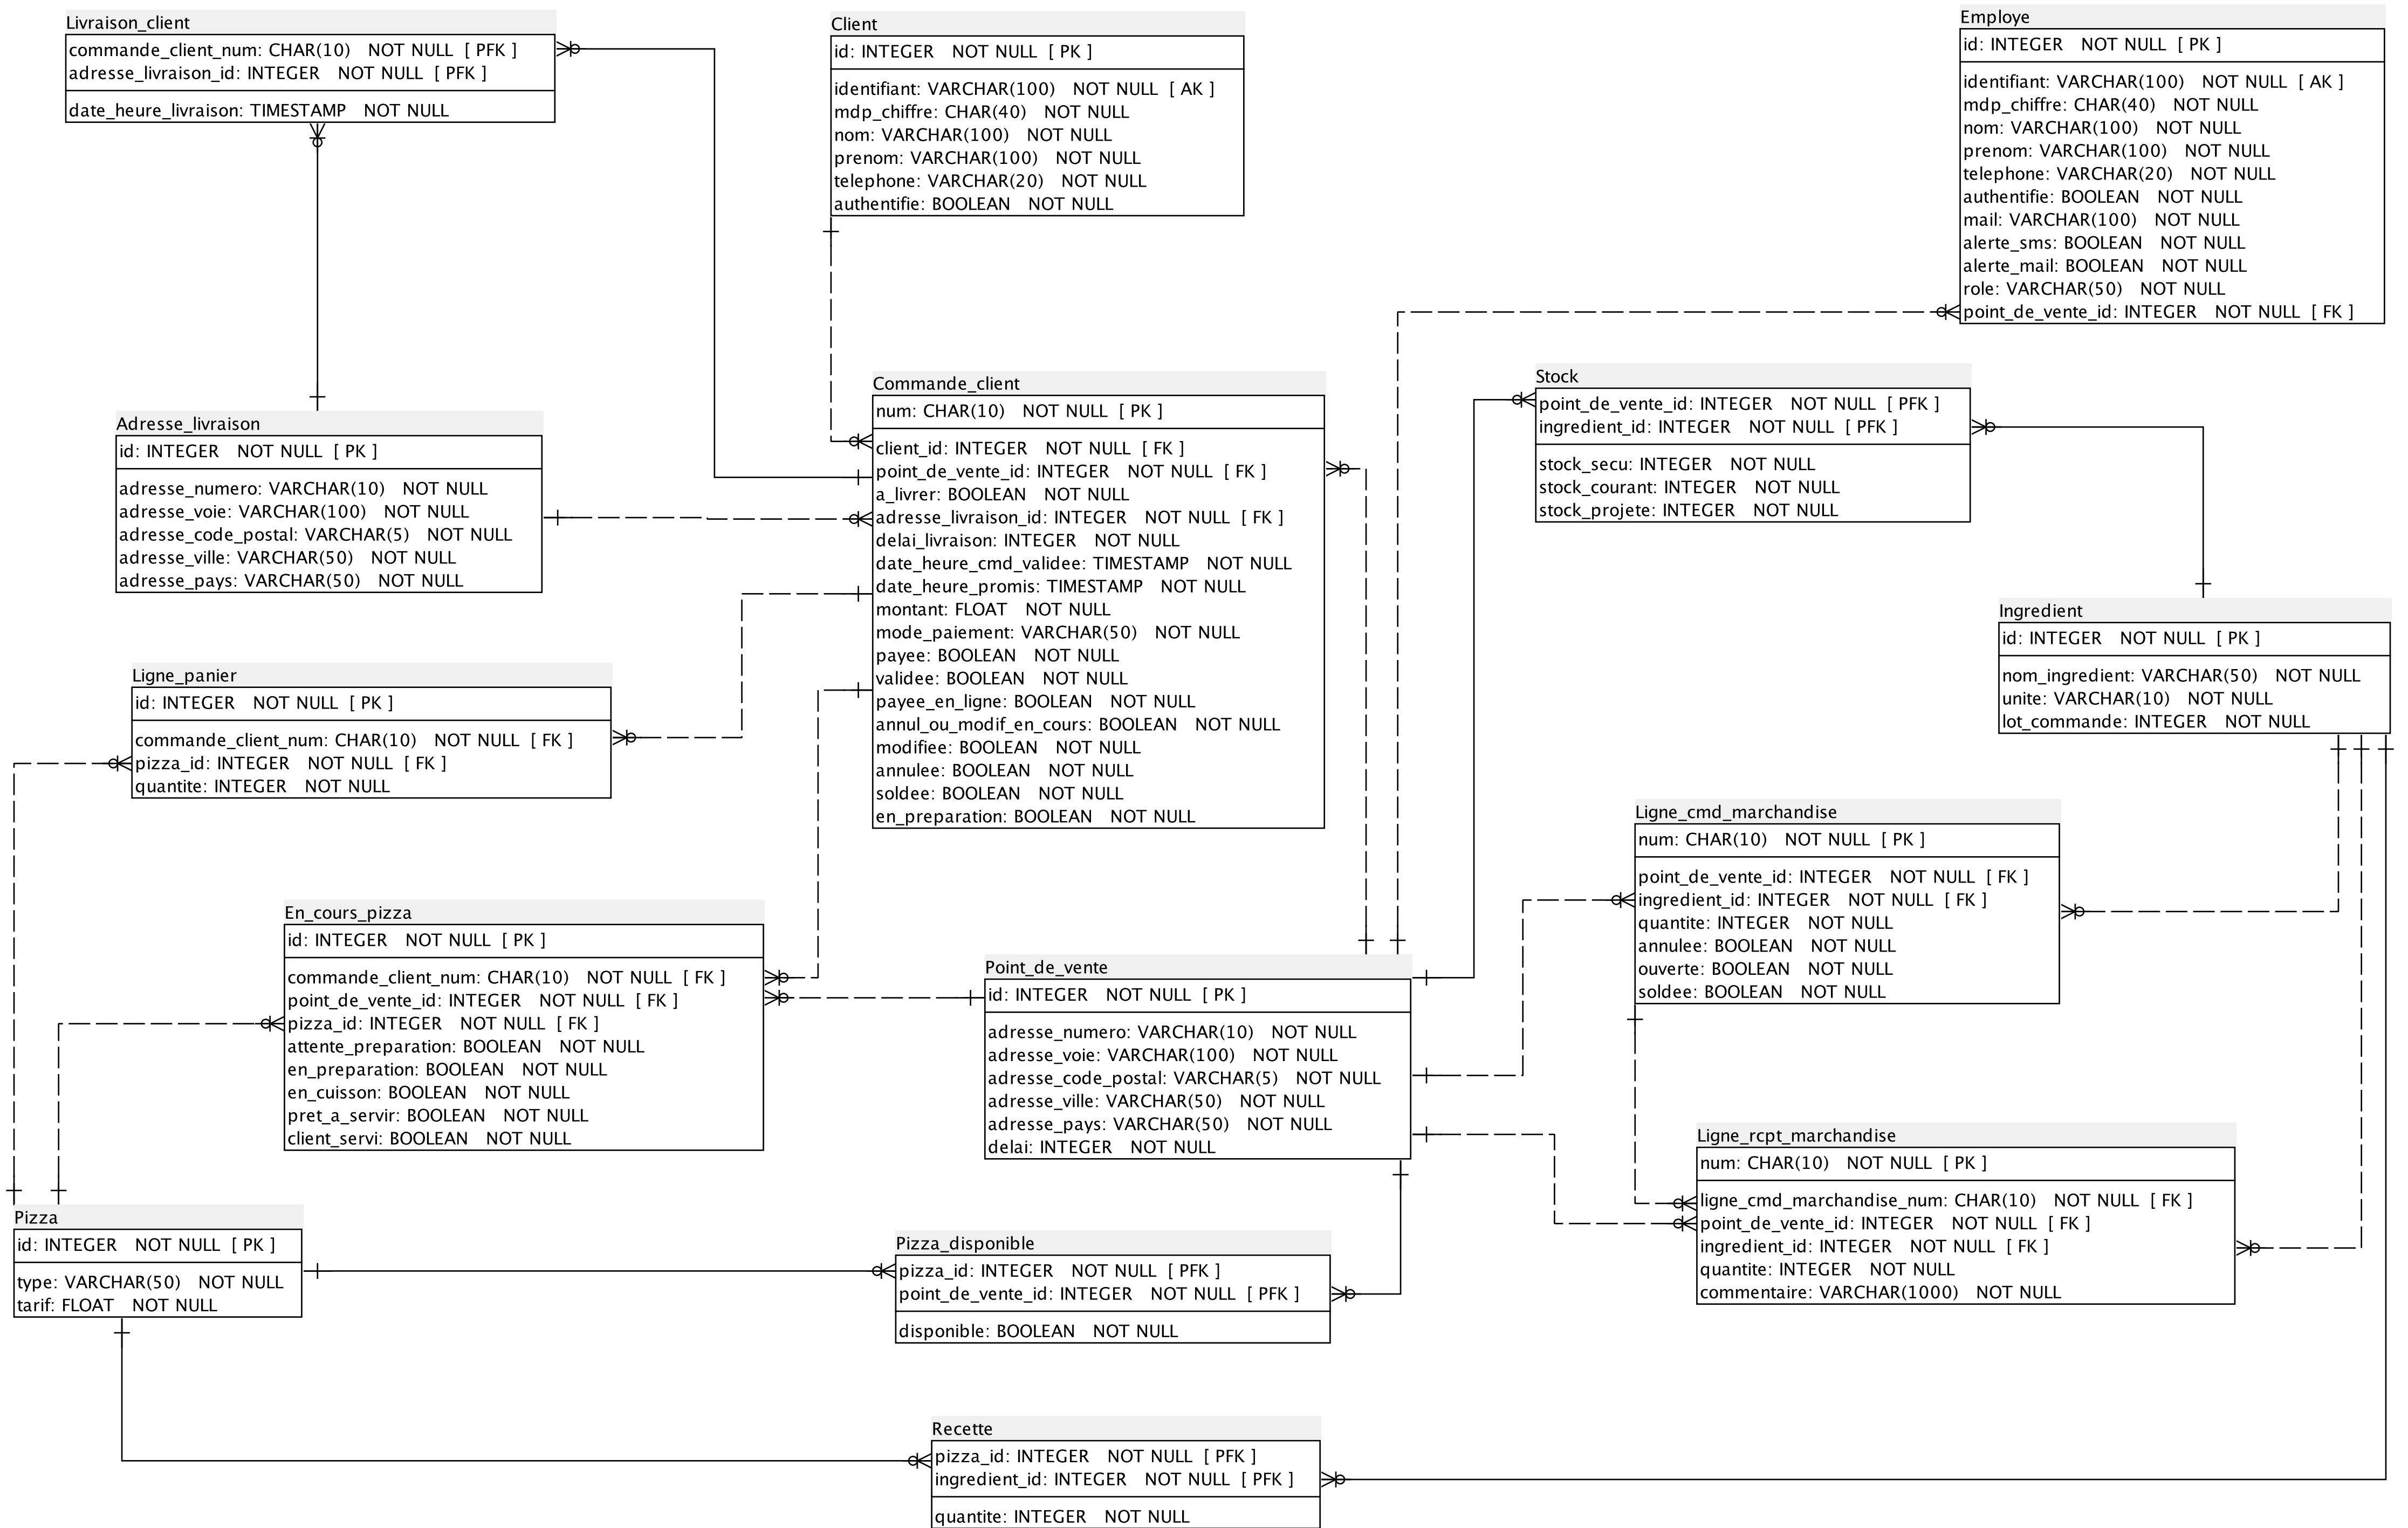 Livraison_client
commande_client_num: CHAR(10) NOT NULL [ PFK ]
adresse_livraison_id: INTEGER NOT NULL [ PFK ]
date_heure_livraison: TIMESTAMP NOT NULL
Client
id: INTEGER NOT NULL [ PK ]
identifiant: VARCHAR(100) NOT NULL [ AK ]
mdp_chiffre: CHAR(40) NOT NULL
nom: VARCHAR(100) NOT NULL
prenom: VARCHAR(100) NOT NULL
telephone: VARCHAR(20) NOT NULL
authentifie: BOOLEAN NOT NULL
Employe
id: INTEGER NOT NULL [ PK ]
identifiant: VARCHAR(100) NOT NULL [ AK ]
mdp_chiffre: CHAR(40) NOT NULL
nom: VARCHAR(100) NOT NULL
prenom: VARCHAR(100) NOT NULL
telephone: VARCHAR(20) NOT NULL
authentifie: BOOLEAN NOT NULL
mail: VARCHAR(100) NOT NULL
alerte_sms: BOOLEAN NOT NULL
alerte_mail: BOOLEAN NOT NULL
role: VARCHAR(50) NOT NULL
point_de_vente_id: INTEGER NOT NULL [ FK ]
Adresse_livraison
id: INTEGER NOT NULL [ PK ]
adresse_numero: VARCHAR(10) NOT NULL
adresse_voie: VARCHAR(100) NOT NULL
adresse_code_postal: VARCHAR(5) NOT NULL
adresse_ville: VARCHAR(50) NOT NULL
adresse_pays: VARCHAR(50) NOT NULL
Commande_client
num: CHAR(10) NOT NULL [ PK ]
client_id: INTEGER NOT NULL [ FK ]
point_de_vente_id: INTEGER NOT NULL [ FK ]
a_livrer: BOOLEAN NOT NULL
adresse_livraison_id: INTEGER NOT NULL [ FK ]
delai_livraison: INTEGER NOT NULL
date_heure_cmd_validee: TIMESTAMP NOT NULL
date_heure_promis: TIMESTAMP NOT NULL
montant: FLOAT NOT NULL
mode_paiement: VARCHAR(50) NOT NULL
payee: BOOLEAN NOT NULL
validee: BOOLEAN NOT NULL
payee_en_ligne: BOOLEAN NOT NULL
annul_ou_modif_en_cours: BOOLEAN NOT NULL
modifiee: BOOLEAN NOT NULL
annulee: BOOLEAN NOT NULL
soldee: BOOLEAN NOT NULL
en_preparation: BOOLEAN NOT NULL
Stock
point_de_vente_id: INTEGER NOT NULL [ PFK ]
ingredient_id: INTEGER NOT NULL [ PFK ]
stock_secu: INTEGER NOT NULL
stock_courant: INTEGER NOT NULL
stock_projete: INTEGER NOT NULL
Ingredient
id: INTEGER NOT NULL [ PK ]
nom_ingredient: VARCHAR(50) NOT NULL
unite: VARCHAR(10) NOT NULL
lot_commande: INTEGER NOT NULL
Ligne_panier
id: INTEGER NOT NULL [ PK ]
commande_client_num: CHAR(10) NOT NULL [ FK ]
pizza_id: INTEGER NOT NULL [ FK ]
quantite: INTEGER NOT NULL
Ligne_cmd_marchandise
num: CHAR(10) NOT NULL [ PK ]
point_de_vente_id: INTEGER NOT NULL [ FK ]
ingredient_id: INTEGER NOT NULL [ FK ]
quantite: INTEGER NOT NULL
annulee: BOOLEAN NOT NULL
ouverte: BOOLEAN NOT NULL
soldee: BOOLEAN NOT NULL
En_cours_pizza
id: INTEGER NOT NULL [ PK ]
commande_client_num: CHAR(10) NOT NULL [ FK ]
point_de_vente_id: INTEGER NOT NULL [ FK ]
pizza_id: INTEGER NOT NULL [ FK ]
attente_preparation: BOOLEAN NOT NULL
en_preparation: BOOLEAN NOT NULL
en_cuisson: BOOLEAN NOT NULL
pret_a_servir: BOOLEAN NOT NULL
client_servi: BOOLEAN NOT NULL
Point_de_vente
id: INTEGER NOT NULL [ PK ]
adresse_numero: VARCHAR(10) NOT NULL
adresse_voie: VARCHAR(100) NOT NULL
adresse_code_postal: VARCHAR(5) NOT NULL
adresse_ville: VARCHAR(50) NOT NULL
adresse_pays: VARCHAR(50) NOT NULL
delai: INTEGER NOT NULL
Ligne_rcpt_marchandise
num: CHAR(10) NOT NULL [ PK ]
ligne_cmd_marchandise_num: CHAR(10) NOT NULL [ FK ]
point_de_vente_id: INTEGER NOT NULL [ FK ]
ingredient_id: INTEGER NOT NULL [ FK ]
quantite: INTEGER NOT NULL
commentaire: VARCHAR(1000) NOT NULL
Pizza
id: INTEGER NOT NULL [ PK ]
type: VARCHAR(50) NOT NULL
tarif: FLOAT NOT NULL
Pizza_disponible
pizza_id: INTEGER NOT NULL [ PFK ]
point_de_vente_id: INTEGER NOT NULL [ PFK ]
disponible: BOOLEAN NOT NULL
Recette
pizza_id: INTEGER NOT NULL [ PFK ]
ingredient_id: INTEGER NOT NULL [ PFK ]
quantite: INTEGER NOT NULL